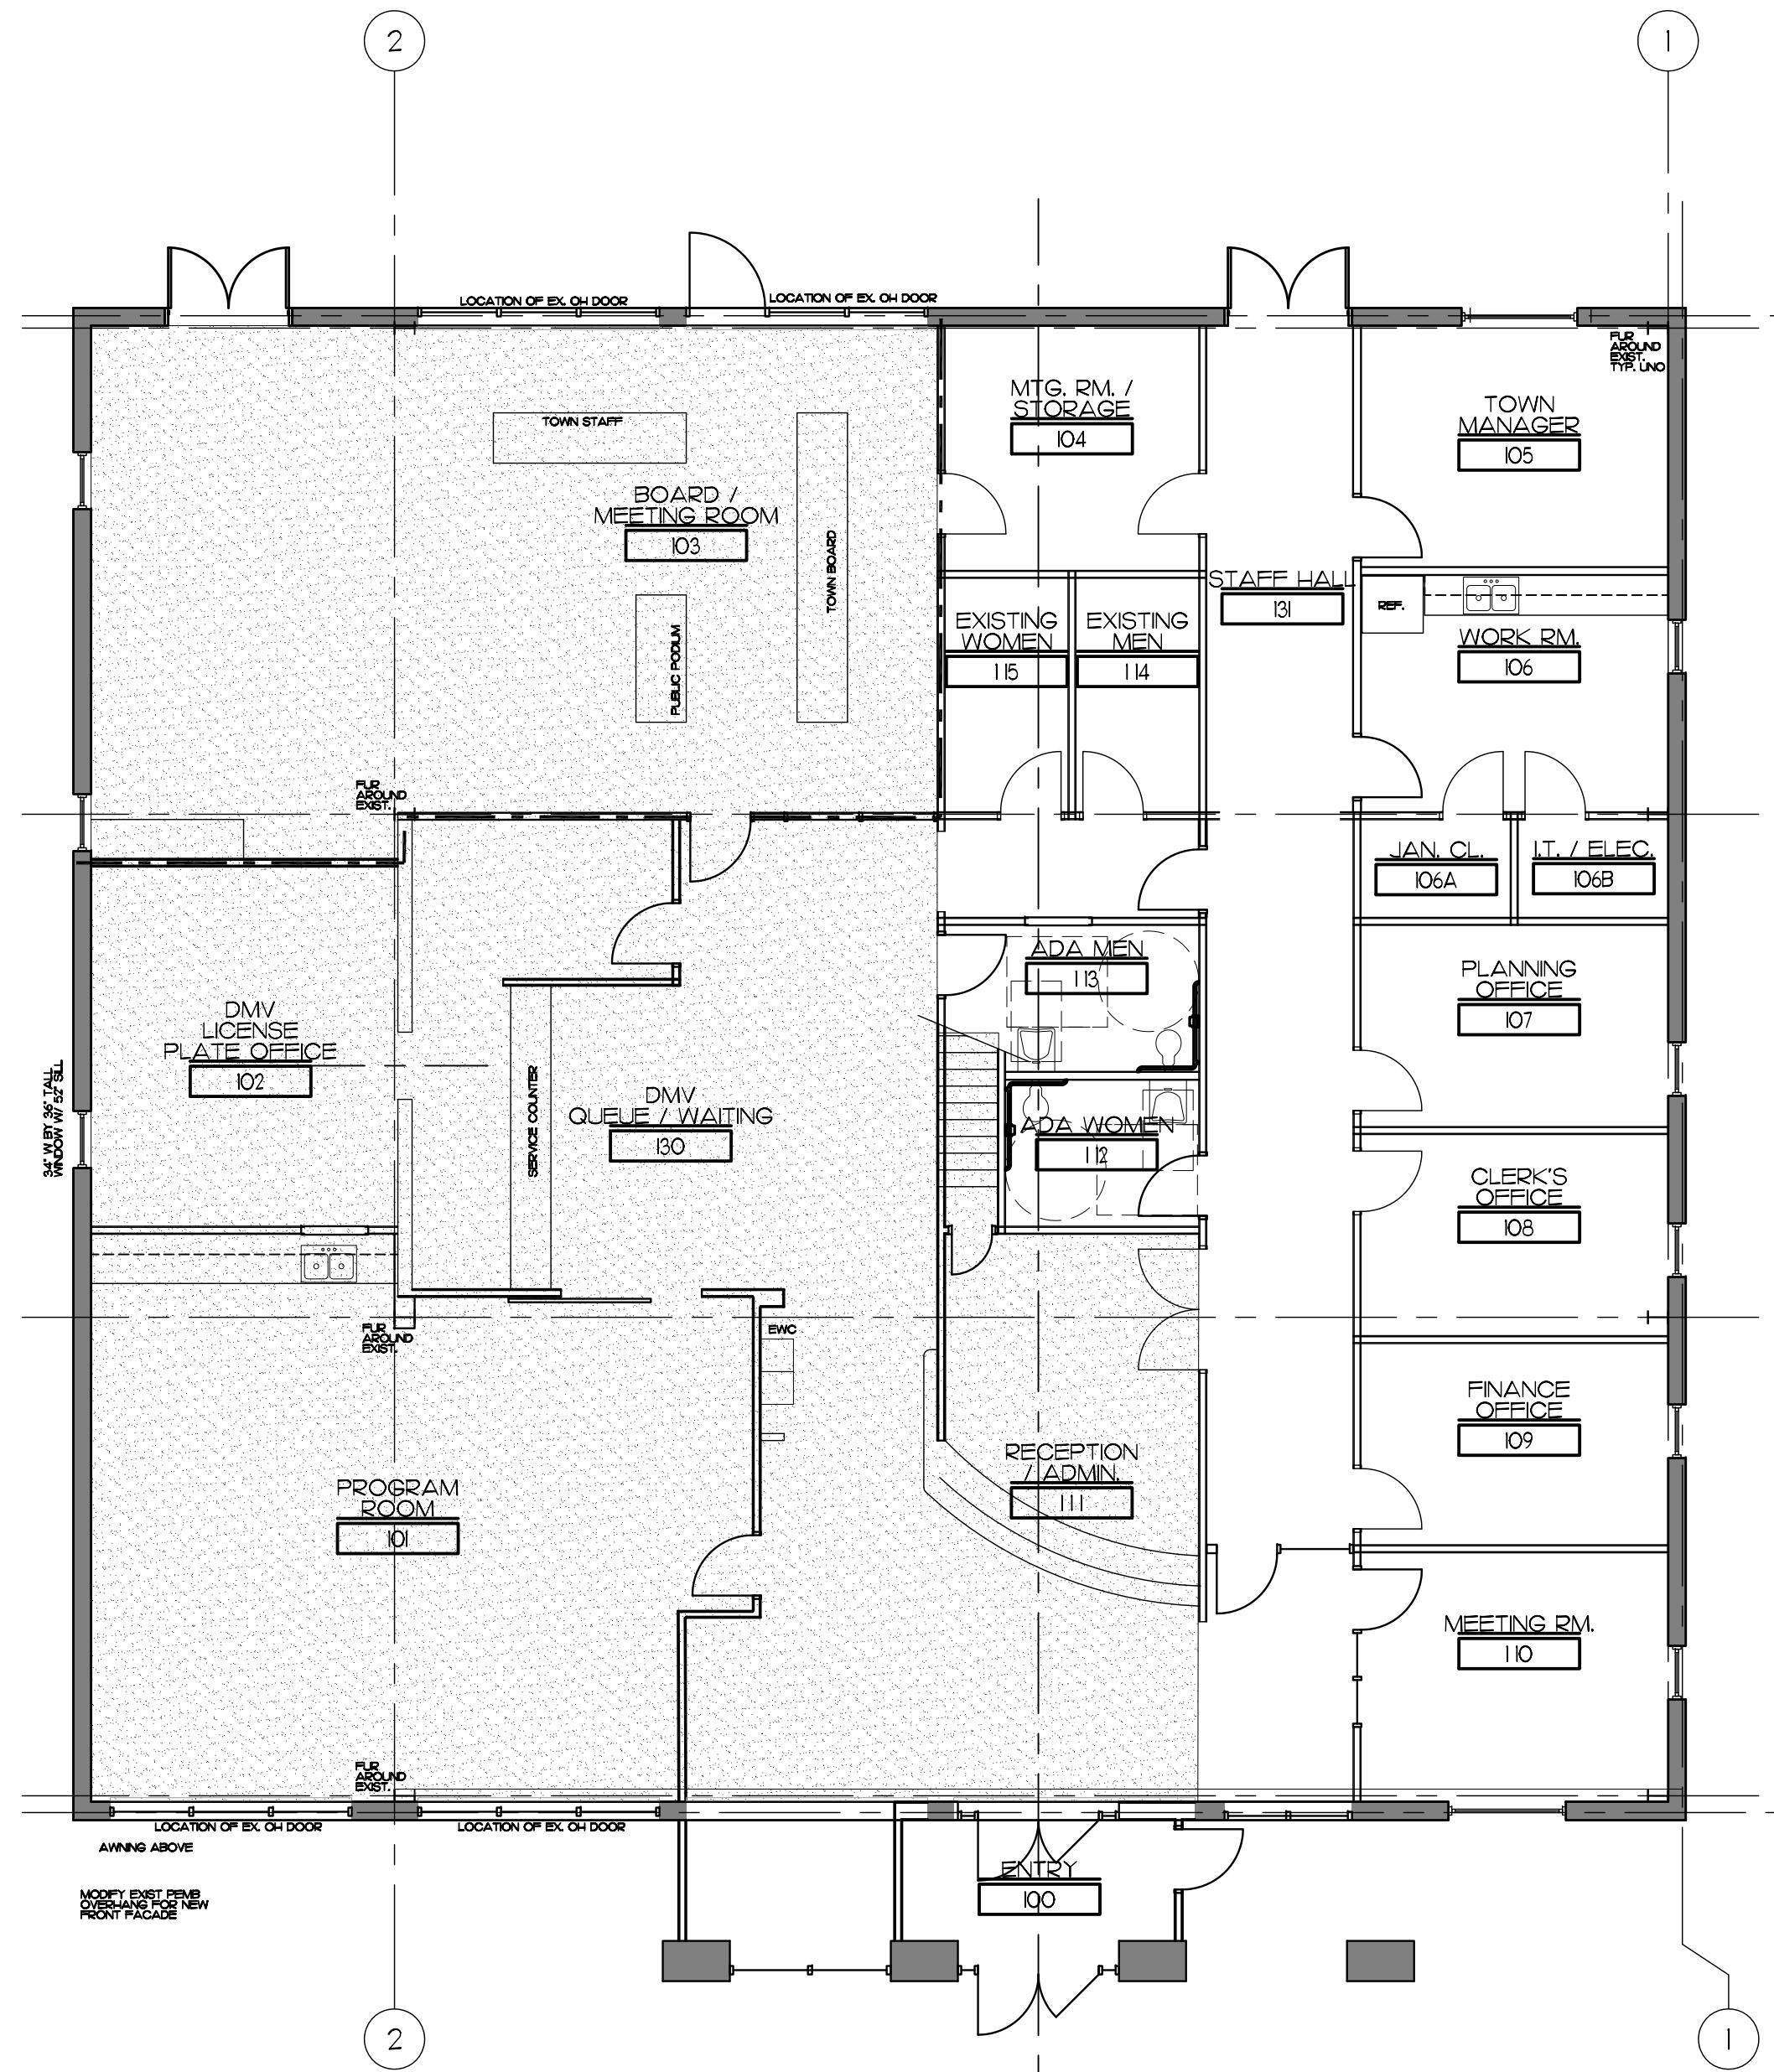 2
1
LOCATION OF EX. OH DOOR
LOCATION OF EX. OH DOOR
FUR
AROUND
EXIST.
TYP. UNO
MTG. RM. /
STORAGE
104
TOWN
MANAGER
105
TOWN STAFF
BOARD /
MEETING ROOM
103
TOWN BOARD
PUBLIC PODIUM
STAFF HALL
131
REF.
EXISTING
WOMEN
115
EXISTING
MEN
114
WORK RM.
106
FUR
AROUND
EXIST.
JAN. CL.
106A
I.T. / ELEC.
106B
ADA MEN
113
PLANNING
OFFICE
107
DMV
LICENSE
PLATE OFFICE
102
34" W BY 36" TALL
WINDOW W/ 52" SILL
SERVICE COUNTER
DMV
QUEUE / WAITING
130
ADA WOMEN
112
CLERK'S
OFFICE
108
FUR
AROUND
EXIST.
EWC
FINANCE
OFFICE
109
RECEPTION
/ ADMIN.
111
PROGRAM
ROOM
101
MEETING RM.
110
FUR
AROUND
EXIST.
LOCATION OF EX. OH DOOR
LOCATION OF EX. OH DOOR
AWNING ABOVE
ENTRY
100
MODIFY EXIST PEMB
OVERHANG FOR NEW
FRONT FACADE
2
1